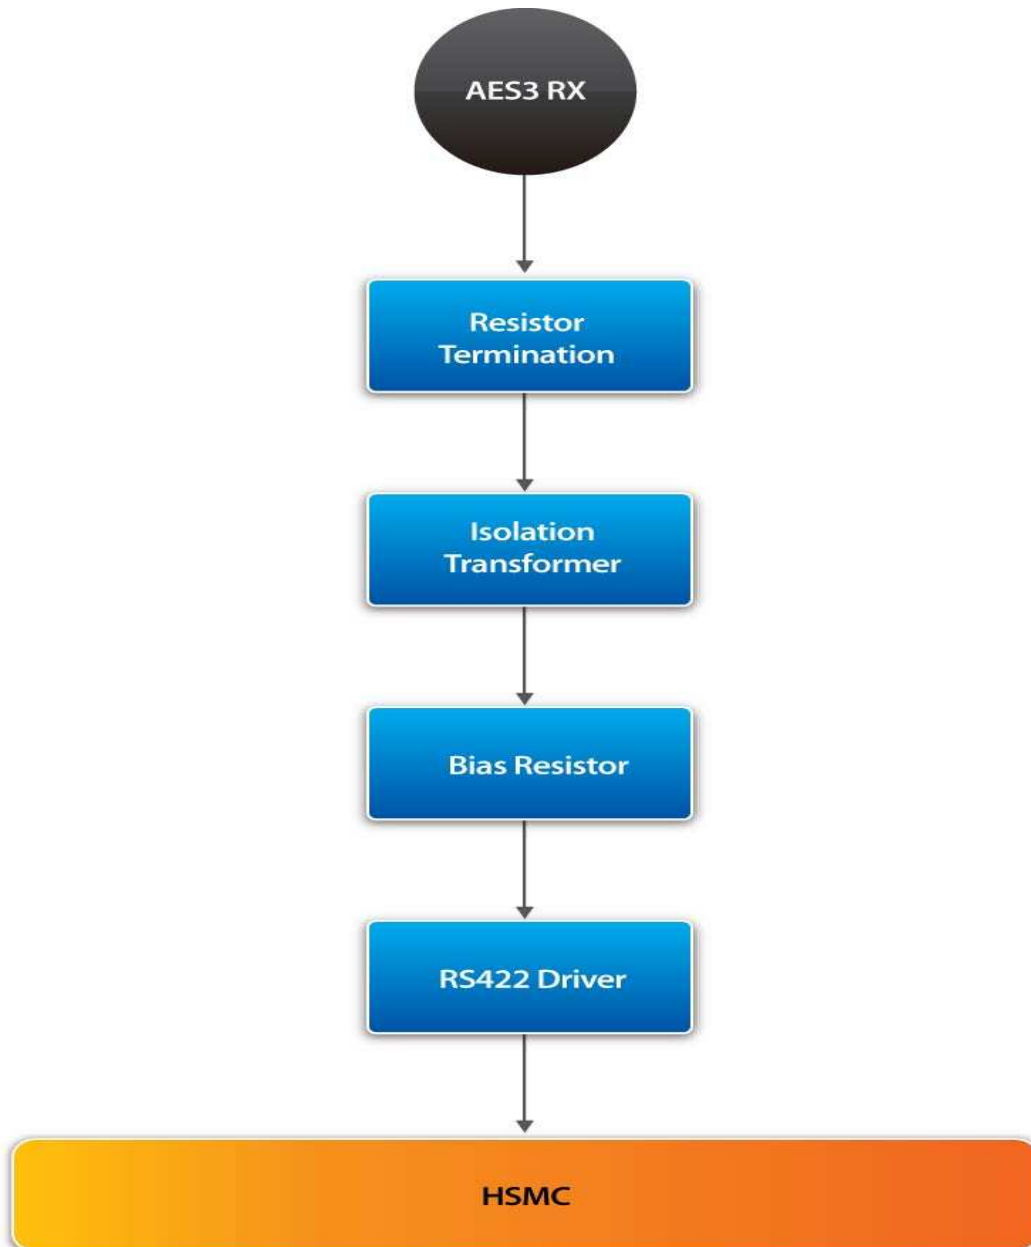 AES3 RX
Resistor
Termination
Isolation
Transformer
Bias Resistor
RS422 Driver
HSMC